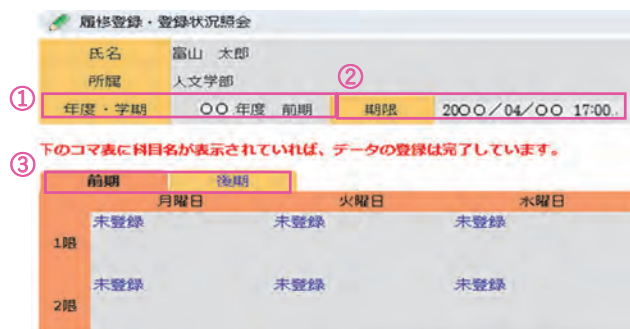 履修登録・登録状況照会
氏名 富山 太郎
所属 人文学部
②
① 年度・学期 〇〇年度 前期 期限 20〇〇/04/〇〇 17:00..
下のコマ表に科目名が表示されていれば、データの登録は完了しています。
③
前期 後期
月曜日 火曜日 水曜日
未登録 未登録 未登録
1限
未登録 未登録 未登録
2限